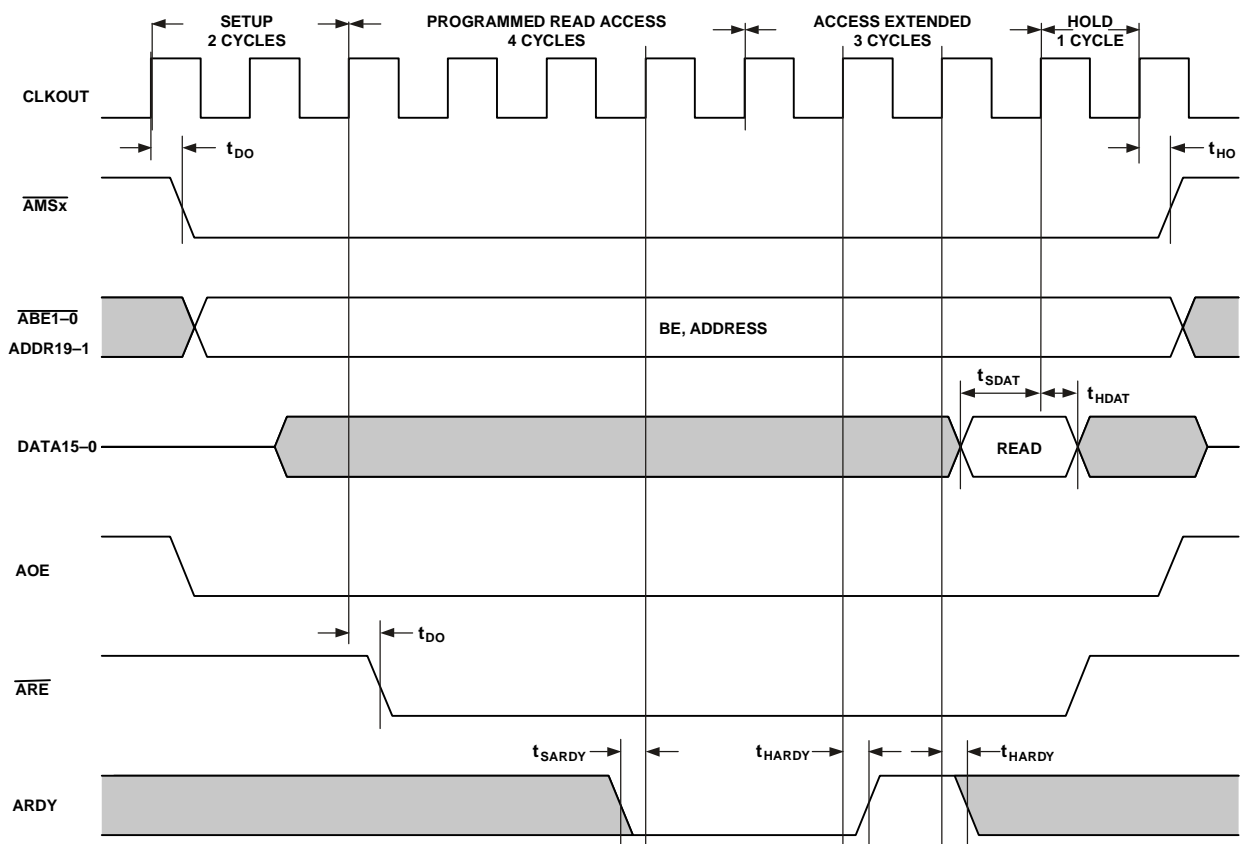 SETUP
2 CYCLES
PROGRAMMED READ ACCESS
4 CYCLES
ACCESS EXTENDED
3 CYCLES
HOLD
1 CYCLE
CLKOUT
tDO
tHO
AMSx
ABE1–0
ADDR19–1
BE, ADDRESS
tSDAT
tHDAT
DATA15–0
READ
AOE
tDO
ARE
tSARDY
tHARDY
tHARDY
ARDY